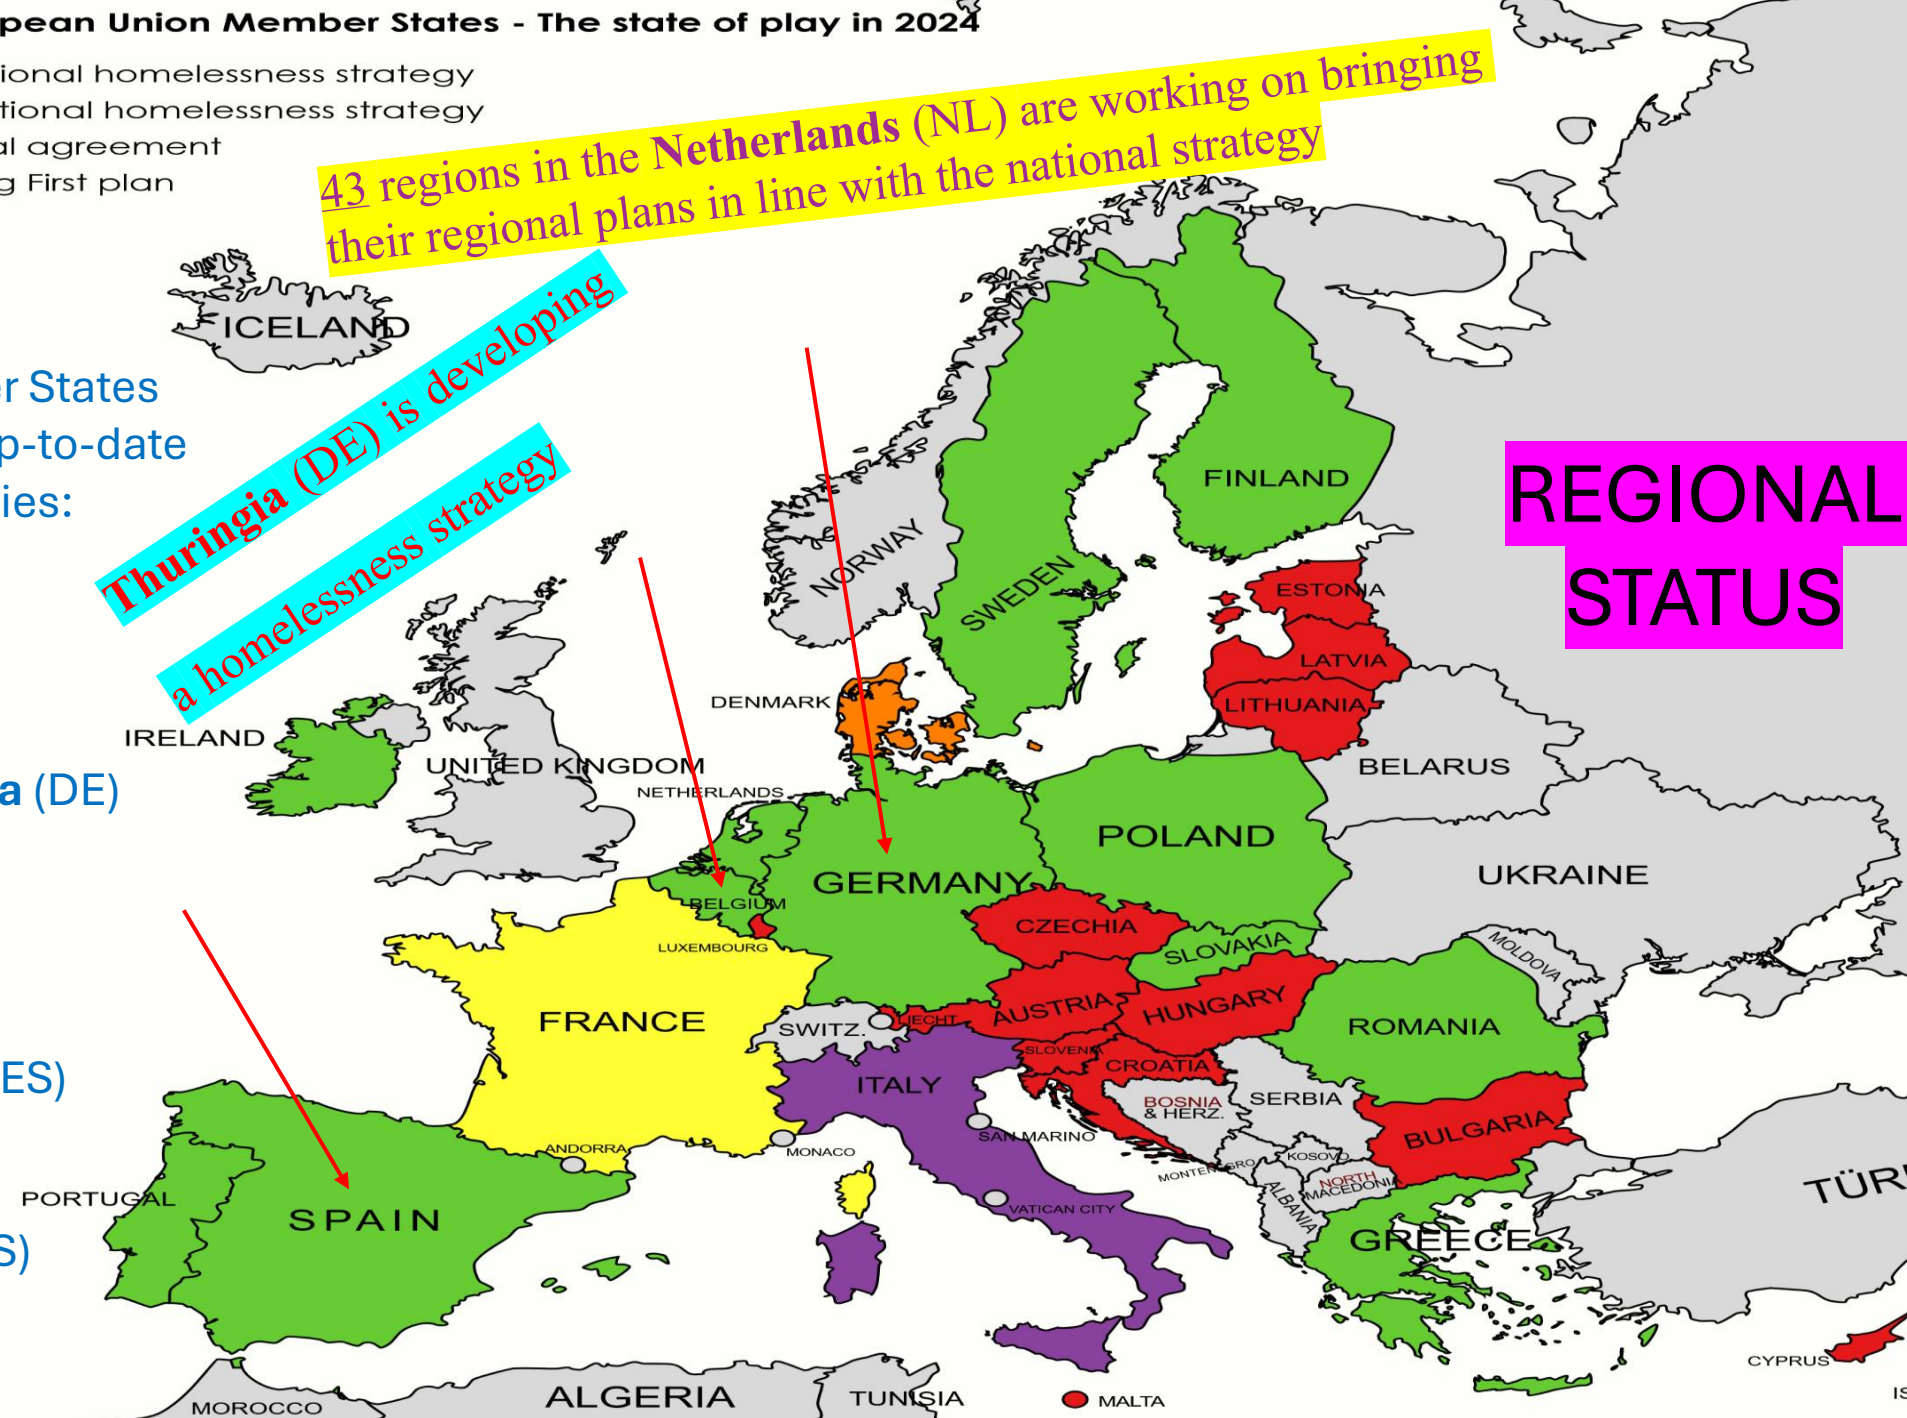 pean Union Member States - The state of play in 2024
ional homelessness strategy
tional homelessness strategy
al agreement
g First plan
43 regions in the Netherlands (NL) are working on bringing
their regional plans in line with the national strategy
Thuringia (DE) is developing
a homelessness strategy
r States
p-to-date
ies:
a (DE)
ES)
S)
REGIONAL
STATUS
ICELAND
FINLAND
NORWAY
SWEDEN
ESTONIA
LATVIA
LITHUANIA
DENMARK
IRELAND
UNITED KINGDOM
NETHERLANDS
BELARUS
POLAND
GERMANY
UKRAINE
BELGIUM
CZECHIA
LUXEMBOURG
SLOVAKIA
MOLDOVA
FRANCE
SWITZ.
LIECHT.
AUSTRIA
HUNGARY
ROMANIA
SLOVENIA
CROATIA
ITALY
BOSNIA
& HERZ.
SERBIA
BULGARIA
SAN MARINO
ANDORRA
MONACO
MONTENEGRO
KOSOVO
NORTH
MACEDONIA
ALBANIA
PORTUGAL
SPAIN
VATICAN CITY
TÜR
GREECE
CYPRUS
MOROCCO
ALGERIA
TUNISIA
MALTA
IS